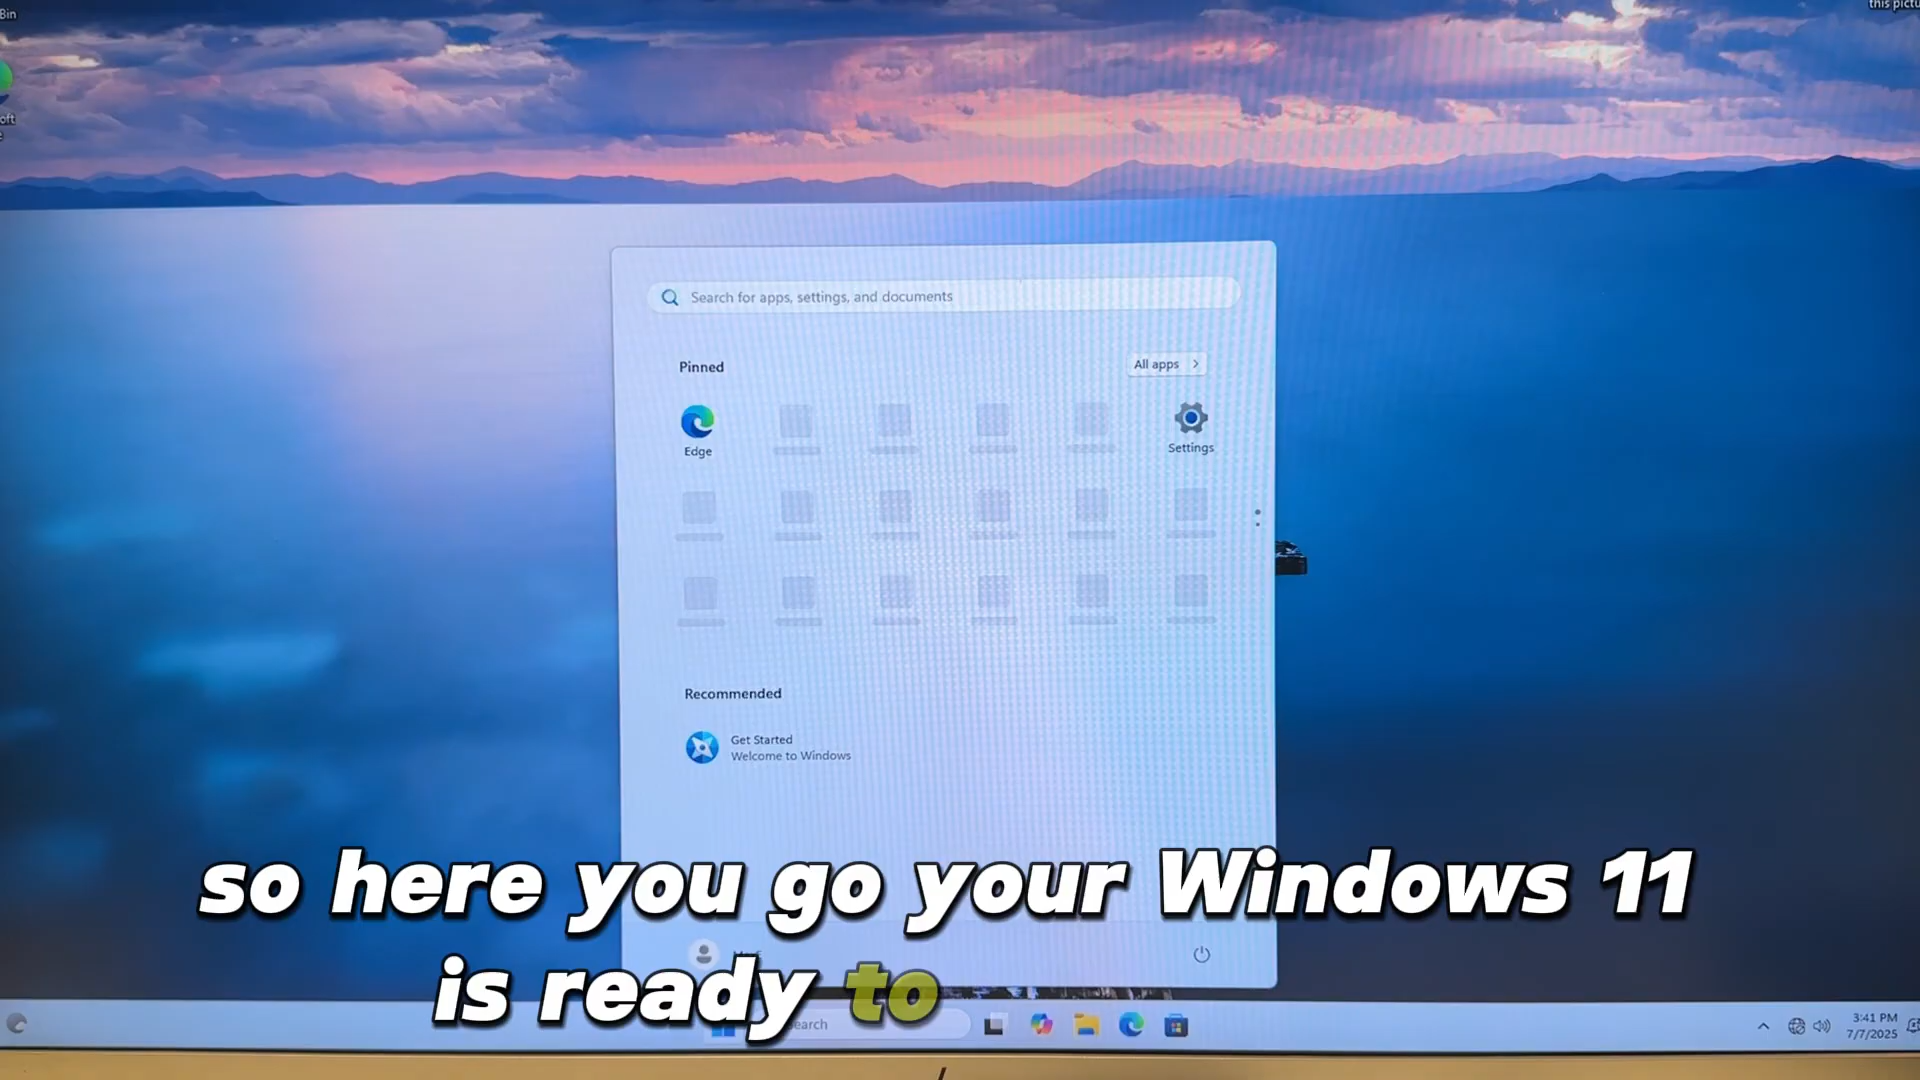 Bin
this pictu
oft
Search for apps, settings, and documents
Pinned
All apps
Edge
Settings
Recommended
Get Started
Welcome to Windows
so here you go your Windows 11
is ready to
earch
3:41 PM
7/7/2025